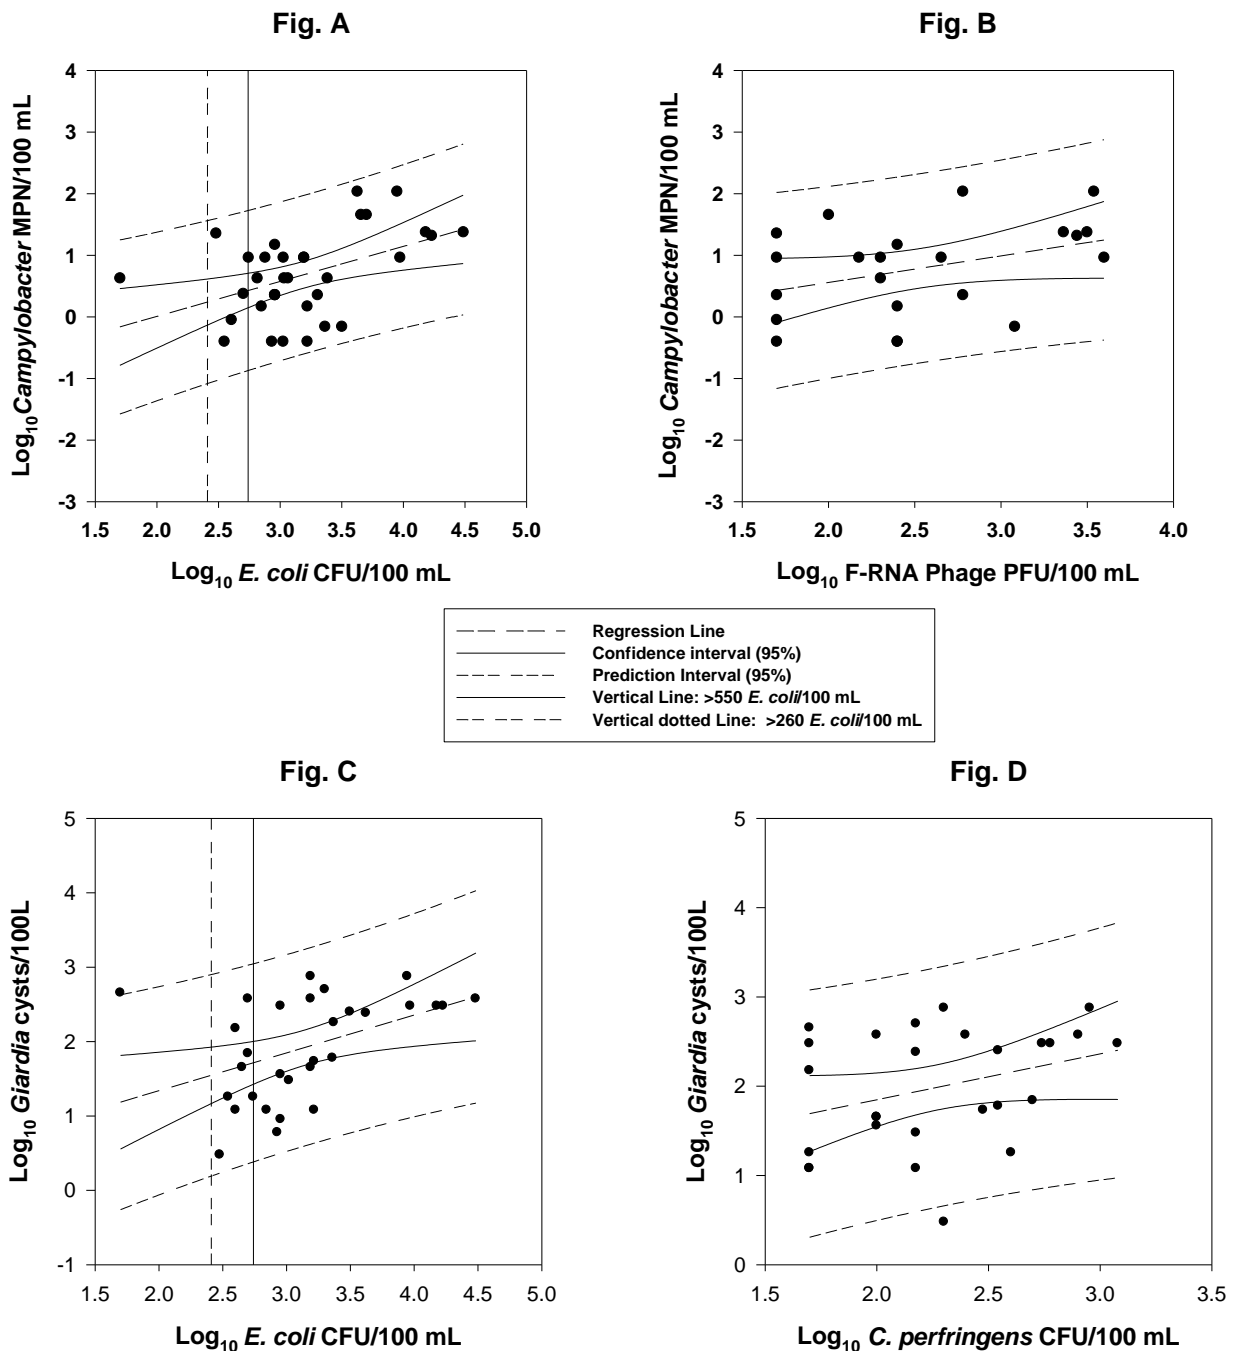 Fig. A
Fig. B
Log10 Campylobacter MPN/100 mL
4
3
2
1
0
-1
-2
-3
1.5 2.0 2.5 3.0 3.5 4.0 4.5 5.0
Log10 E. coli CFU/100 mL
Log10 Campylobacter MPN/100 mL
4
3
2
1
0
-1
-2
-3
1.5 2.0 2.5 3.0 3.5 4.0
Log10 F-RNA Phage PFU/100 mL
Regression Line
Confidence interval (95%)
Prediction Interval (95%)
Vertical Line: >550 E. coli/100 mL
Vertical dotted Line: >260 E. coli/100 mL
Fig. C
Fig. D
Log10 Giardia cysts/100L
5
4
3
2
1
0
-1
1.5 2.0 2.5 3.0 3.5 4.0 4.5 5.0
Log10 E. coli CFU/100 mL
Log10 Giardia cysts/100L
5
4
3
2
1
0
1.5 2.0 2.5 3.0 3.5
Log10 C. perfringens CFU/100 mL